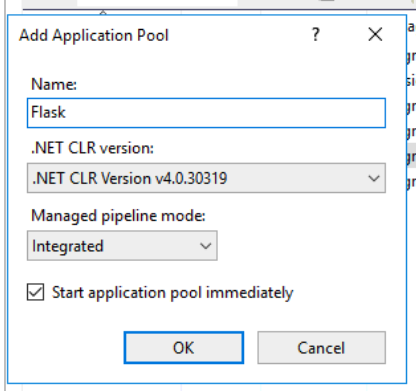 Add Application Pool
Name:
Flask
.NET CLR version:
.NET CLR Version v4.0.30319
Managed pipeline mode:
Integrated
Start application pool immediately
OK
Cancel